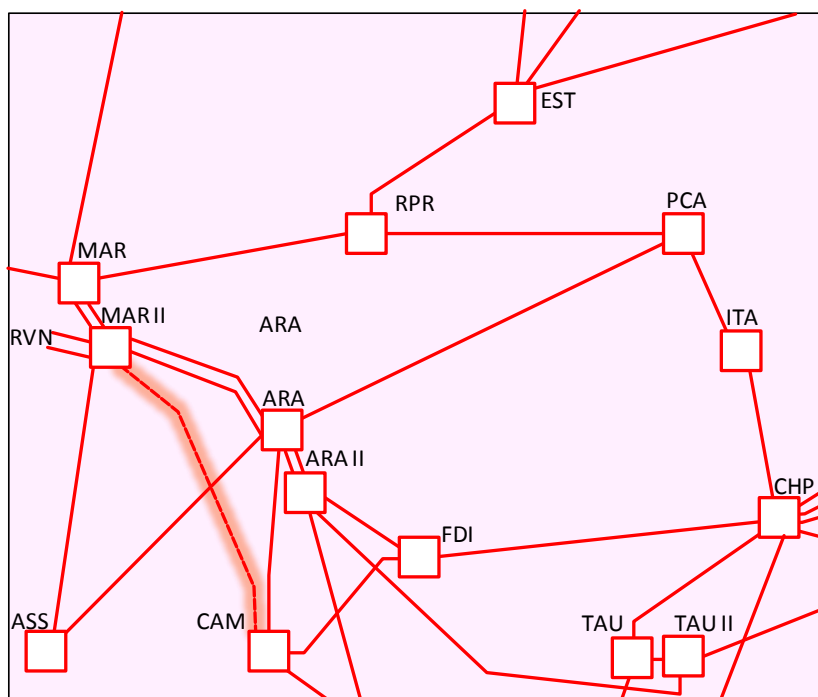 EST
RPR
PCA
MAR
MAR II
RVN
ARA
ITA
ARA
ARA II
CHP
FDI
ASS
CAM
TAU
TAU II